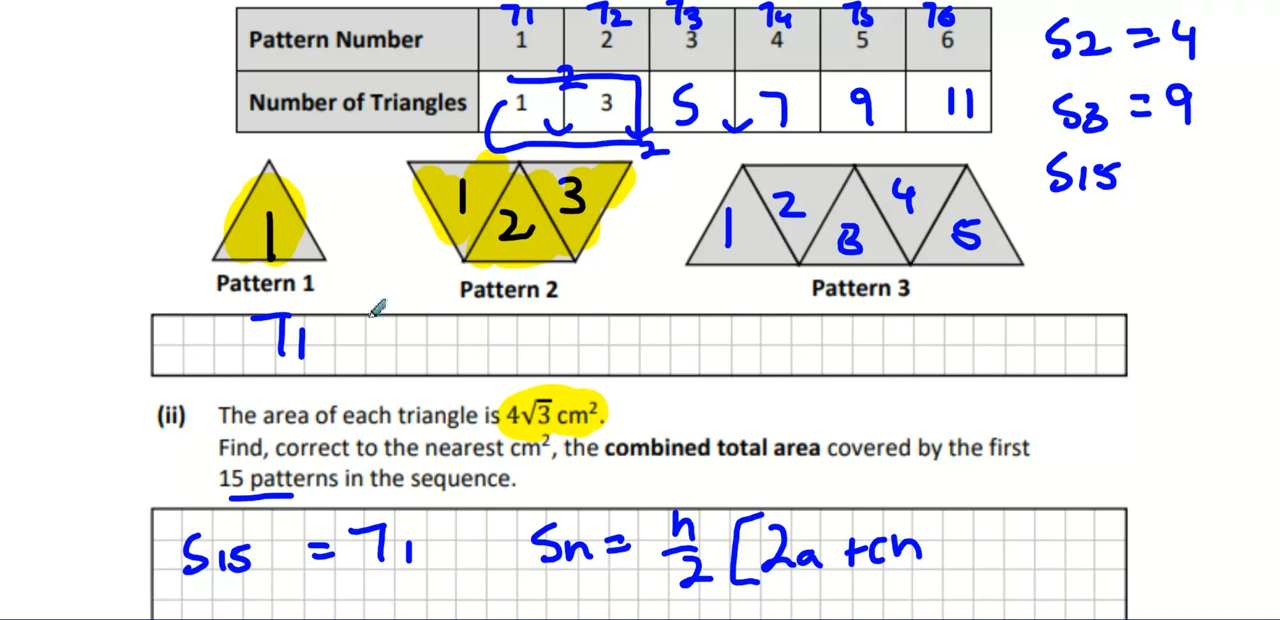 T1 T2 T3 T4 T5 T6
Pattern Number 1 2 3 4 5 6
Number of Triangles 1 3 5 7 9 11
2
2
S2 = 4
S3 = 9
S15
1
1 2 3
1 2 3 4 5
Pattern 1
Pattern 2
Pattern 3
T1
(ii) The area of each triangle is 4√3 cm².
Find, correct to the nearest cm², the combined total area covered by the first
15 patterns in the sequence.
S15 = T1 Sn = n/2 [2a + cn